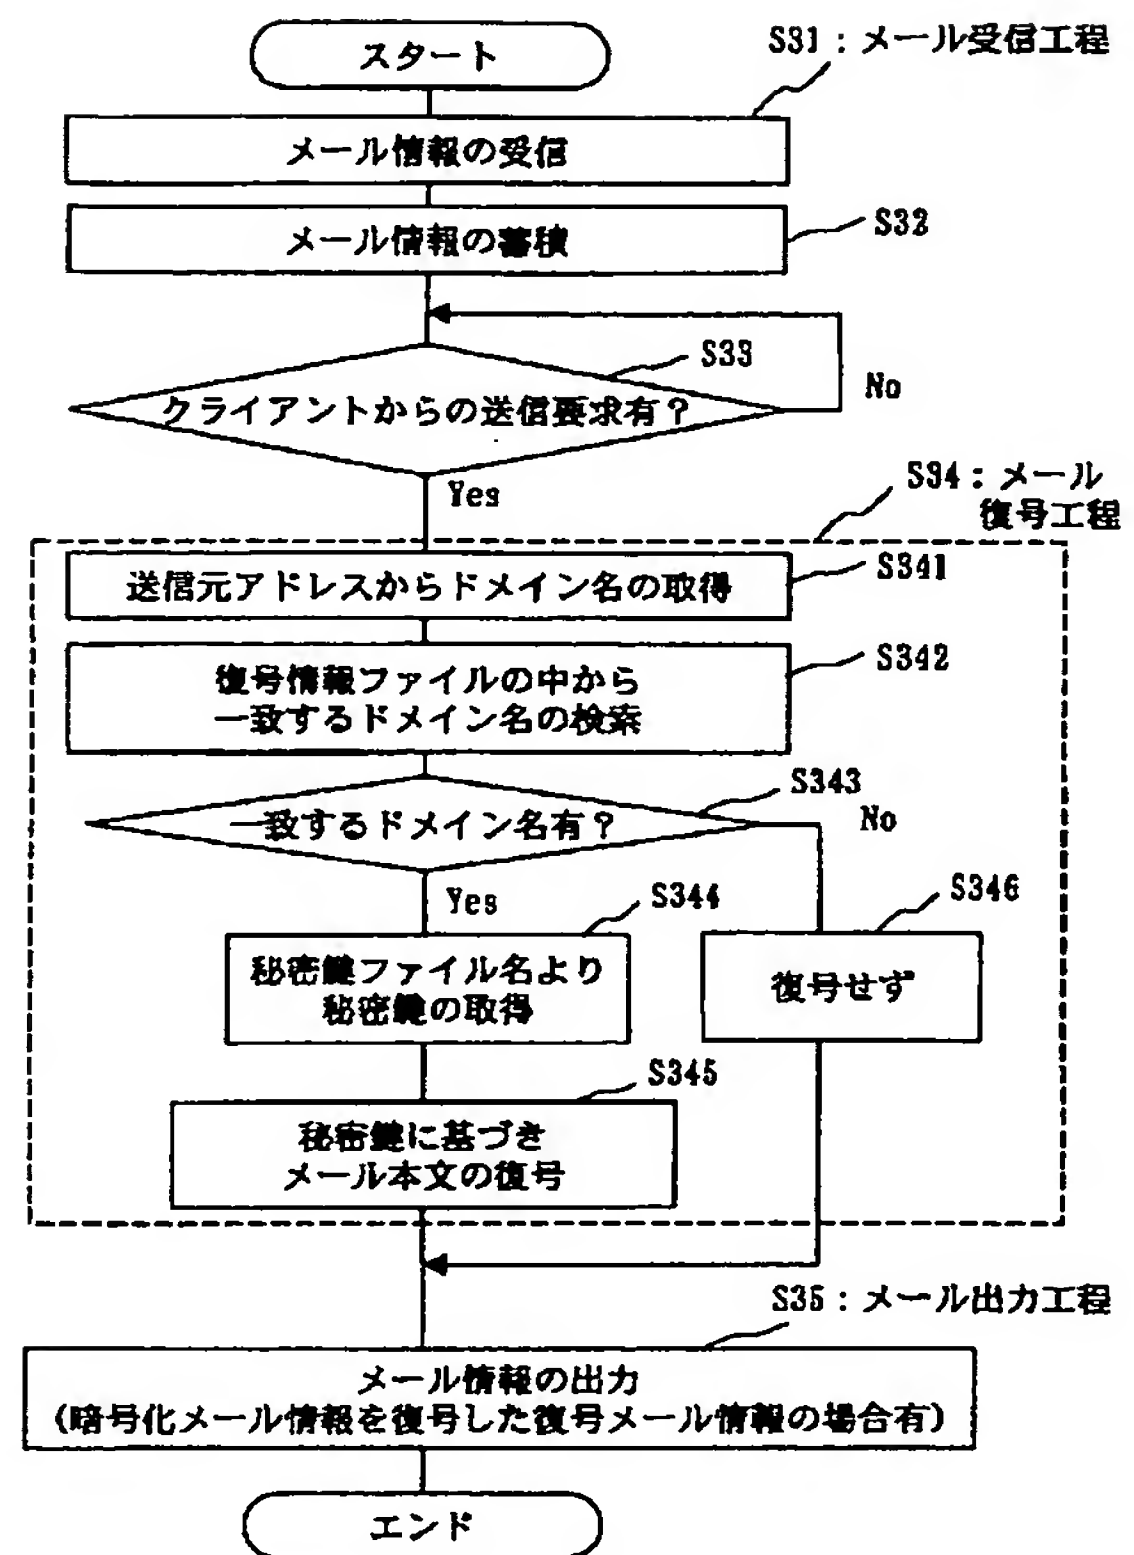 スタート
S31：メール受信工程
メール情報の受信
メール情報の蓄積
S32
S33
クライアントからの送信要求有？
No
Yes
S34：メール
復号工程
送信元アドレスからドメイン名の取得
S341
復号情報ファイルの中から
一致するドメイン名の検索
S342
S343
一致するドメイン名有？
No
Yes
S344
S346
秘密鍵ファイル名より
秘密鍵の取得
復号せず
S345
秘密鍵に基づき
メール本文の復号
S35：メール出力工程
メール情報の出力
（暗号化メール情報を復号した復号メール情報の場合有）
エンド